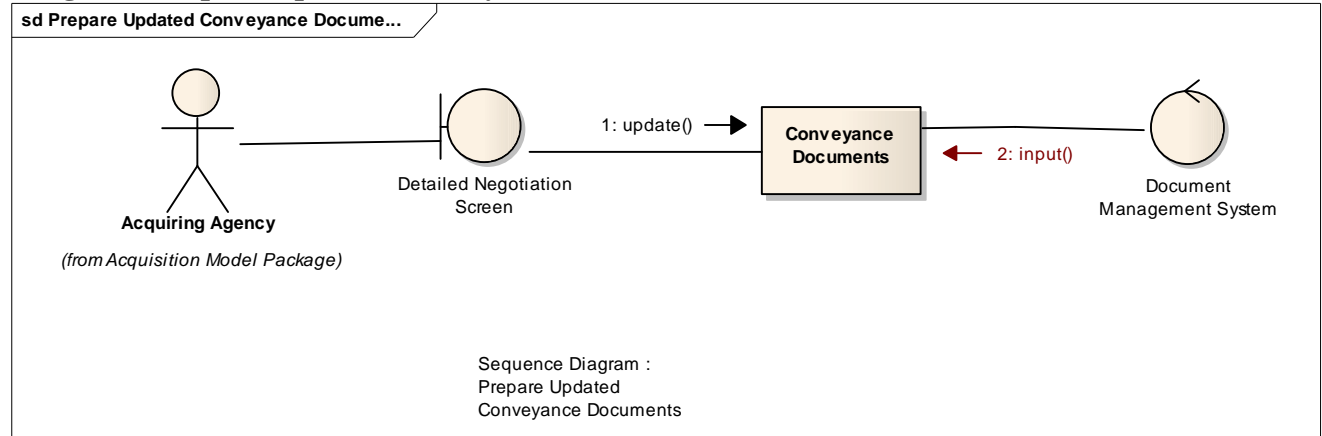 sd Prepare Updated Conveyance Docume...
1: update()
Conveyance
Documents
2: input()
Detailed Negotiation
Screen
Document
Management System
Acquiring Agency
(from Acquisition Model Package)
Sequence Diagram :
Prepare Updated
Conveyance Documents